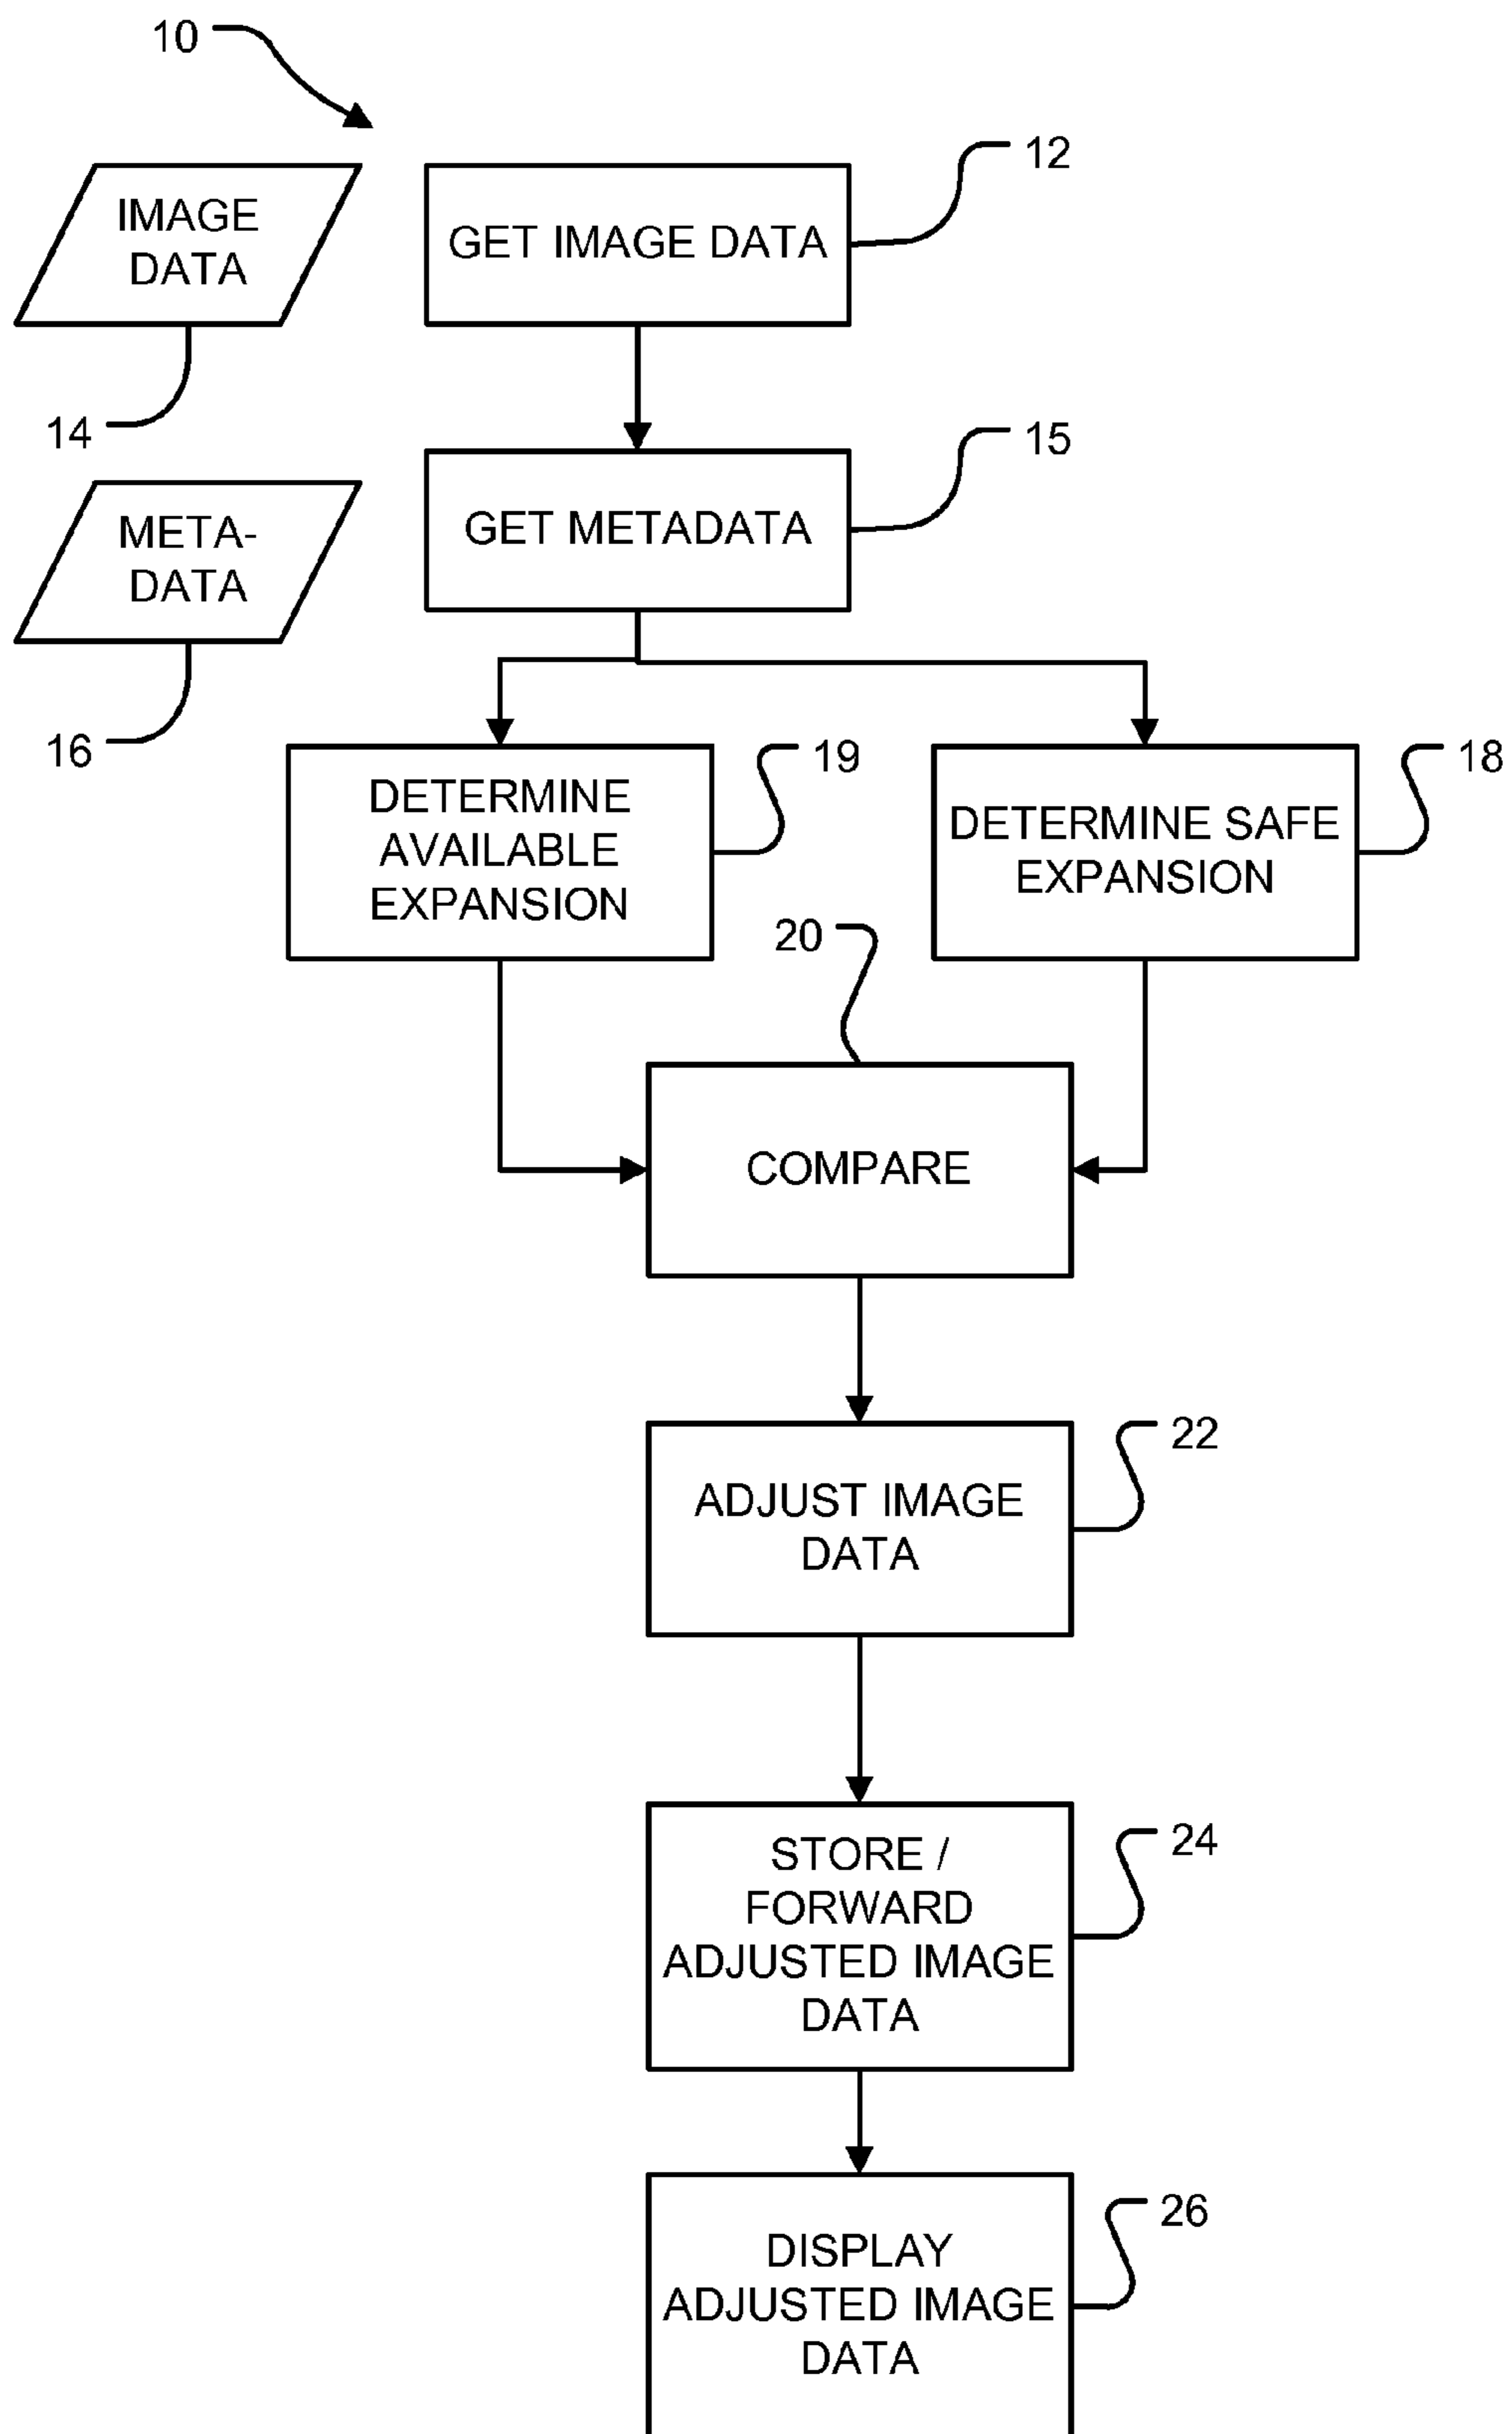 10
12
IMAGE
DATA
GET IMAGE DATA
14
15
META-
DATA
GET METADATA
16
19
18
DETERMINE
AVAILABLE
EXPANSION
DETERMINE SAFE
EXPANSION
20
COMPARE
22
ADJUST IMAGE
DATA
24
STORE /
FORWARD
ADJUSTED IMAGE
DATA
26
DISPLAY
ADJUSTED IMAGE
DATA